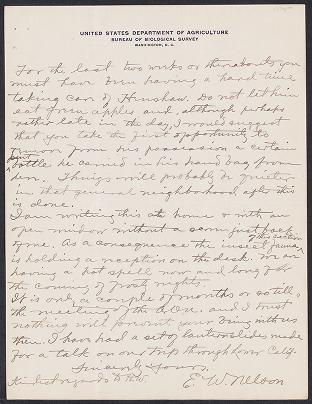 UNITED STATES DEPARTMENT OF AGRICULTURE
BUREAU OF BIOLOGICAL SURVEY
WASHINGTON, D. C.
For the last two weeks or thereabouts you
must have been having a hard time
taking care of Henshaw. Do not let him
eat green apples and, although perhaps
rather late in the day, would suggest
that you take the first opportunity to
remove from his possession a certain
pint bottle he carried in his hand bag from
here. Things will probably be quieter
in that general neighborhood after this
is done.
I am writing this at home & with an
open window without a screen just back
of me. As a consequence the insect fauna of this section
is holding a reception on the desk. We are
having a hot spell now and long for
the coming of fresh nights.
It is only a couple of months or so till
the meeting of the A.O.U. and I trust
nothing will prevent your being with us
then. I have had a set of lantern slides made
for a talk on our trip through Lower Calif.
Sincerely yours,
E. W. Nelson
Kindest regards to